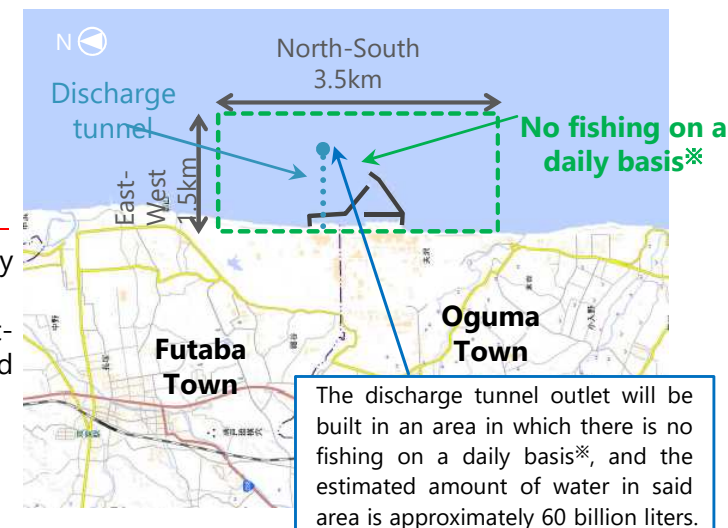 N
North-South
3.5km
Discharge
tunnel
No fishing on a
daily basis※
East-
West
1.5km
y
-
d
Futaba
Town
Oguma
Town
中野
The discharge tunnel outlet will be
built in an area in which there is no
fishing on a daily basis※, and the
estimated amount of water in said
area is approximately 60 billion liters.